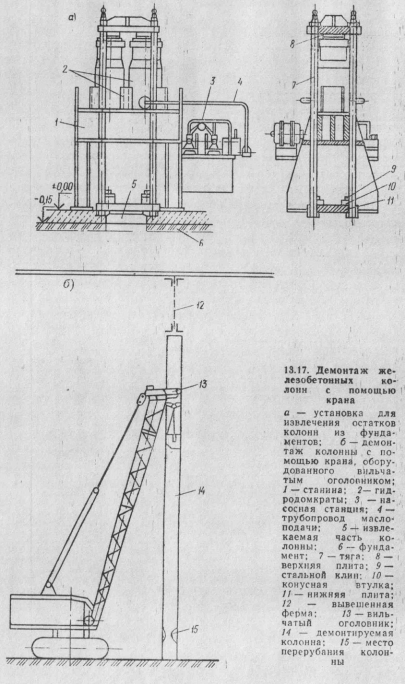 а)
8
2
3
4
7
1
5
9
±0,00
10
-0,15
11
6
б)
12
13.17. Демонтаж же-
лезобетонных ко-
лонн с помощью
крана
13
а — установка для
извлечения остатков
колонн из фунда-
ментов; б — демон-
таж колонны с по-
мощью крана, обору-
дованного вильча-
тым оголовником;
1 — станина; 2 — гид-
родомкраты; 3 — на-
сосная станция; 4 —
трубопровод масло-
подачи; 5 — извле-
каемая часть ко-
лонны; 6 — фунда-
мент; 7 — тяга; 8 —
верхняя плита; 9 —
стальной клин; 10 —
конусная втулка;
11 — нижняя плита;
12 — вывешенная
ферма; 13 — виль-
чатый оголовник;
14 — демонтируемая
колонна; 15 — место
перерубания колон-
ны
14
15